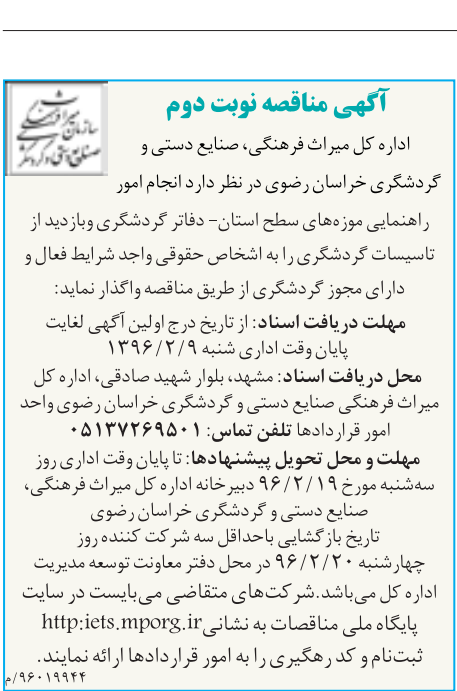 آگهی مناقصه نوبت دوم
سازمان میراث فرهنگی
صنایع دستی و گردشگری
اداره کل میراث فرهنگی، صنایع دستی و
گردشگری خراسان رضوی در نظر دارد انجام امور
راهنمایی موزه‌های سطح استان- دفاتر گردشگری وبازدید از
تاسیسات گردشگری را به اشخاص حقوقی واجد شرایط فعال و
دارای مجوز گردشگری از طریق مناقصه واگذار نماید:
مهلت دریافت اسناد: از تاریخ درج اولین آگهی لغایت
پایان وقت اداری شنبه ۱۳۹۶/۲/۹
محل دریافت اسناد: مشهد، بلوار شهید صادقی، اداره کل
میراث فرهنگی صنایع دستی و گردشگری خراسان رضوی واحد
امور قراردادها تلفن تماس: ۰۵۱۳۷۲۶۹۵۰۱
مهلت و محل تحویل پیشنهادها: تا پایان وقت اداری روز
سه‌شنبه مورخ ۹۶/۲/۱۹ دبیرخانه اداره کل میراث فرهنگی،
صنایع دستی و گردشگری خراسان رضوی
تاریخ بازگشایی باحداقل سه شرکت کننده روز
چهارشنبه ۹۶/۲/۲۰ در محل دفتر معاونت توسعه مدیریت
اداره کل می‌باشد.شرکت‌های متقاضی می‌بایست در سایت
پایگاه ملی مناقصات به نشانی http:iets.mporg.ir
ثبت‌نام و کد رهگیری را به امور قراردادها ارائه نمایند.
۹۶۰۱۹۹۴۴/م